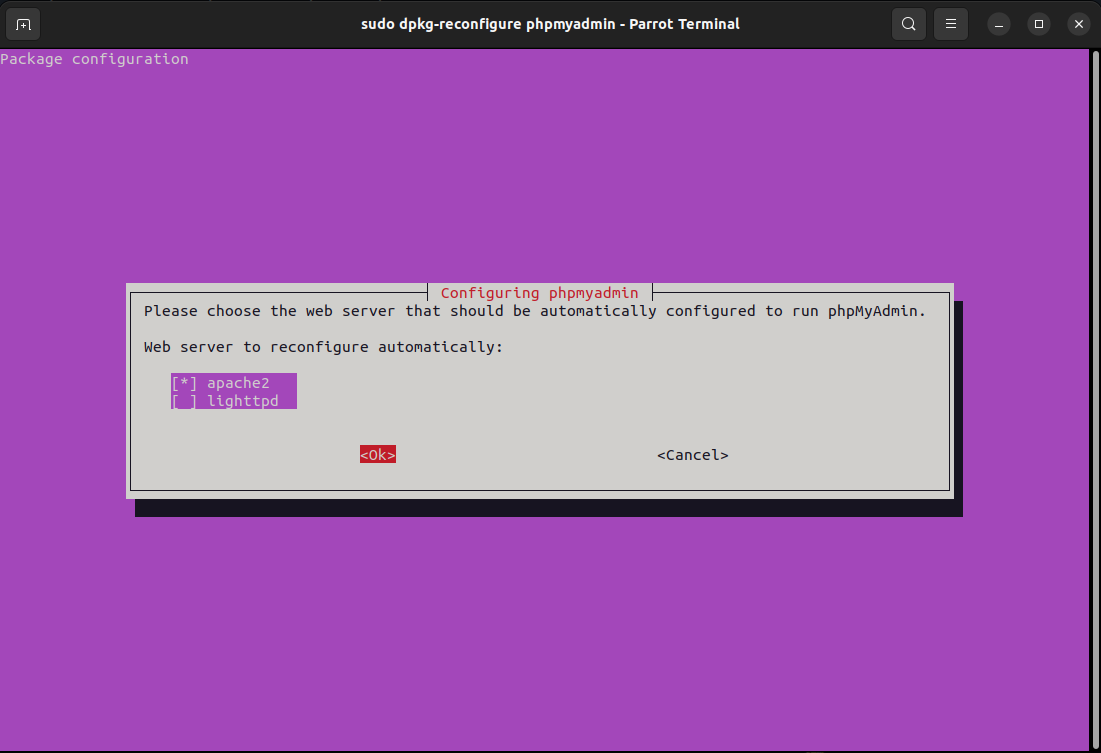 sudo dpkg-reconfigure phpmyadmin - Parrot Terminal
Package configuration
Configuring phpmyadmin
Please choose the web server that should be automatically configured to run phpMyAdmin.
Web server to reconfigure automatically:
[*] apache2
[ ] lighttpd
<Ok> <Cancel>